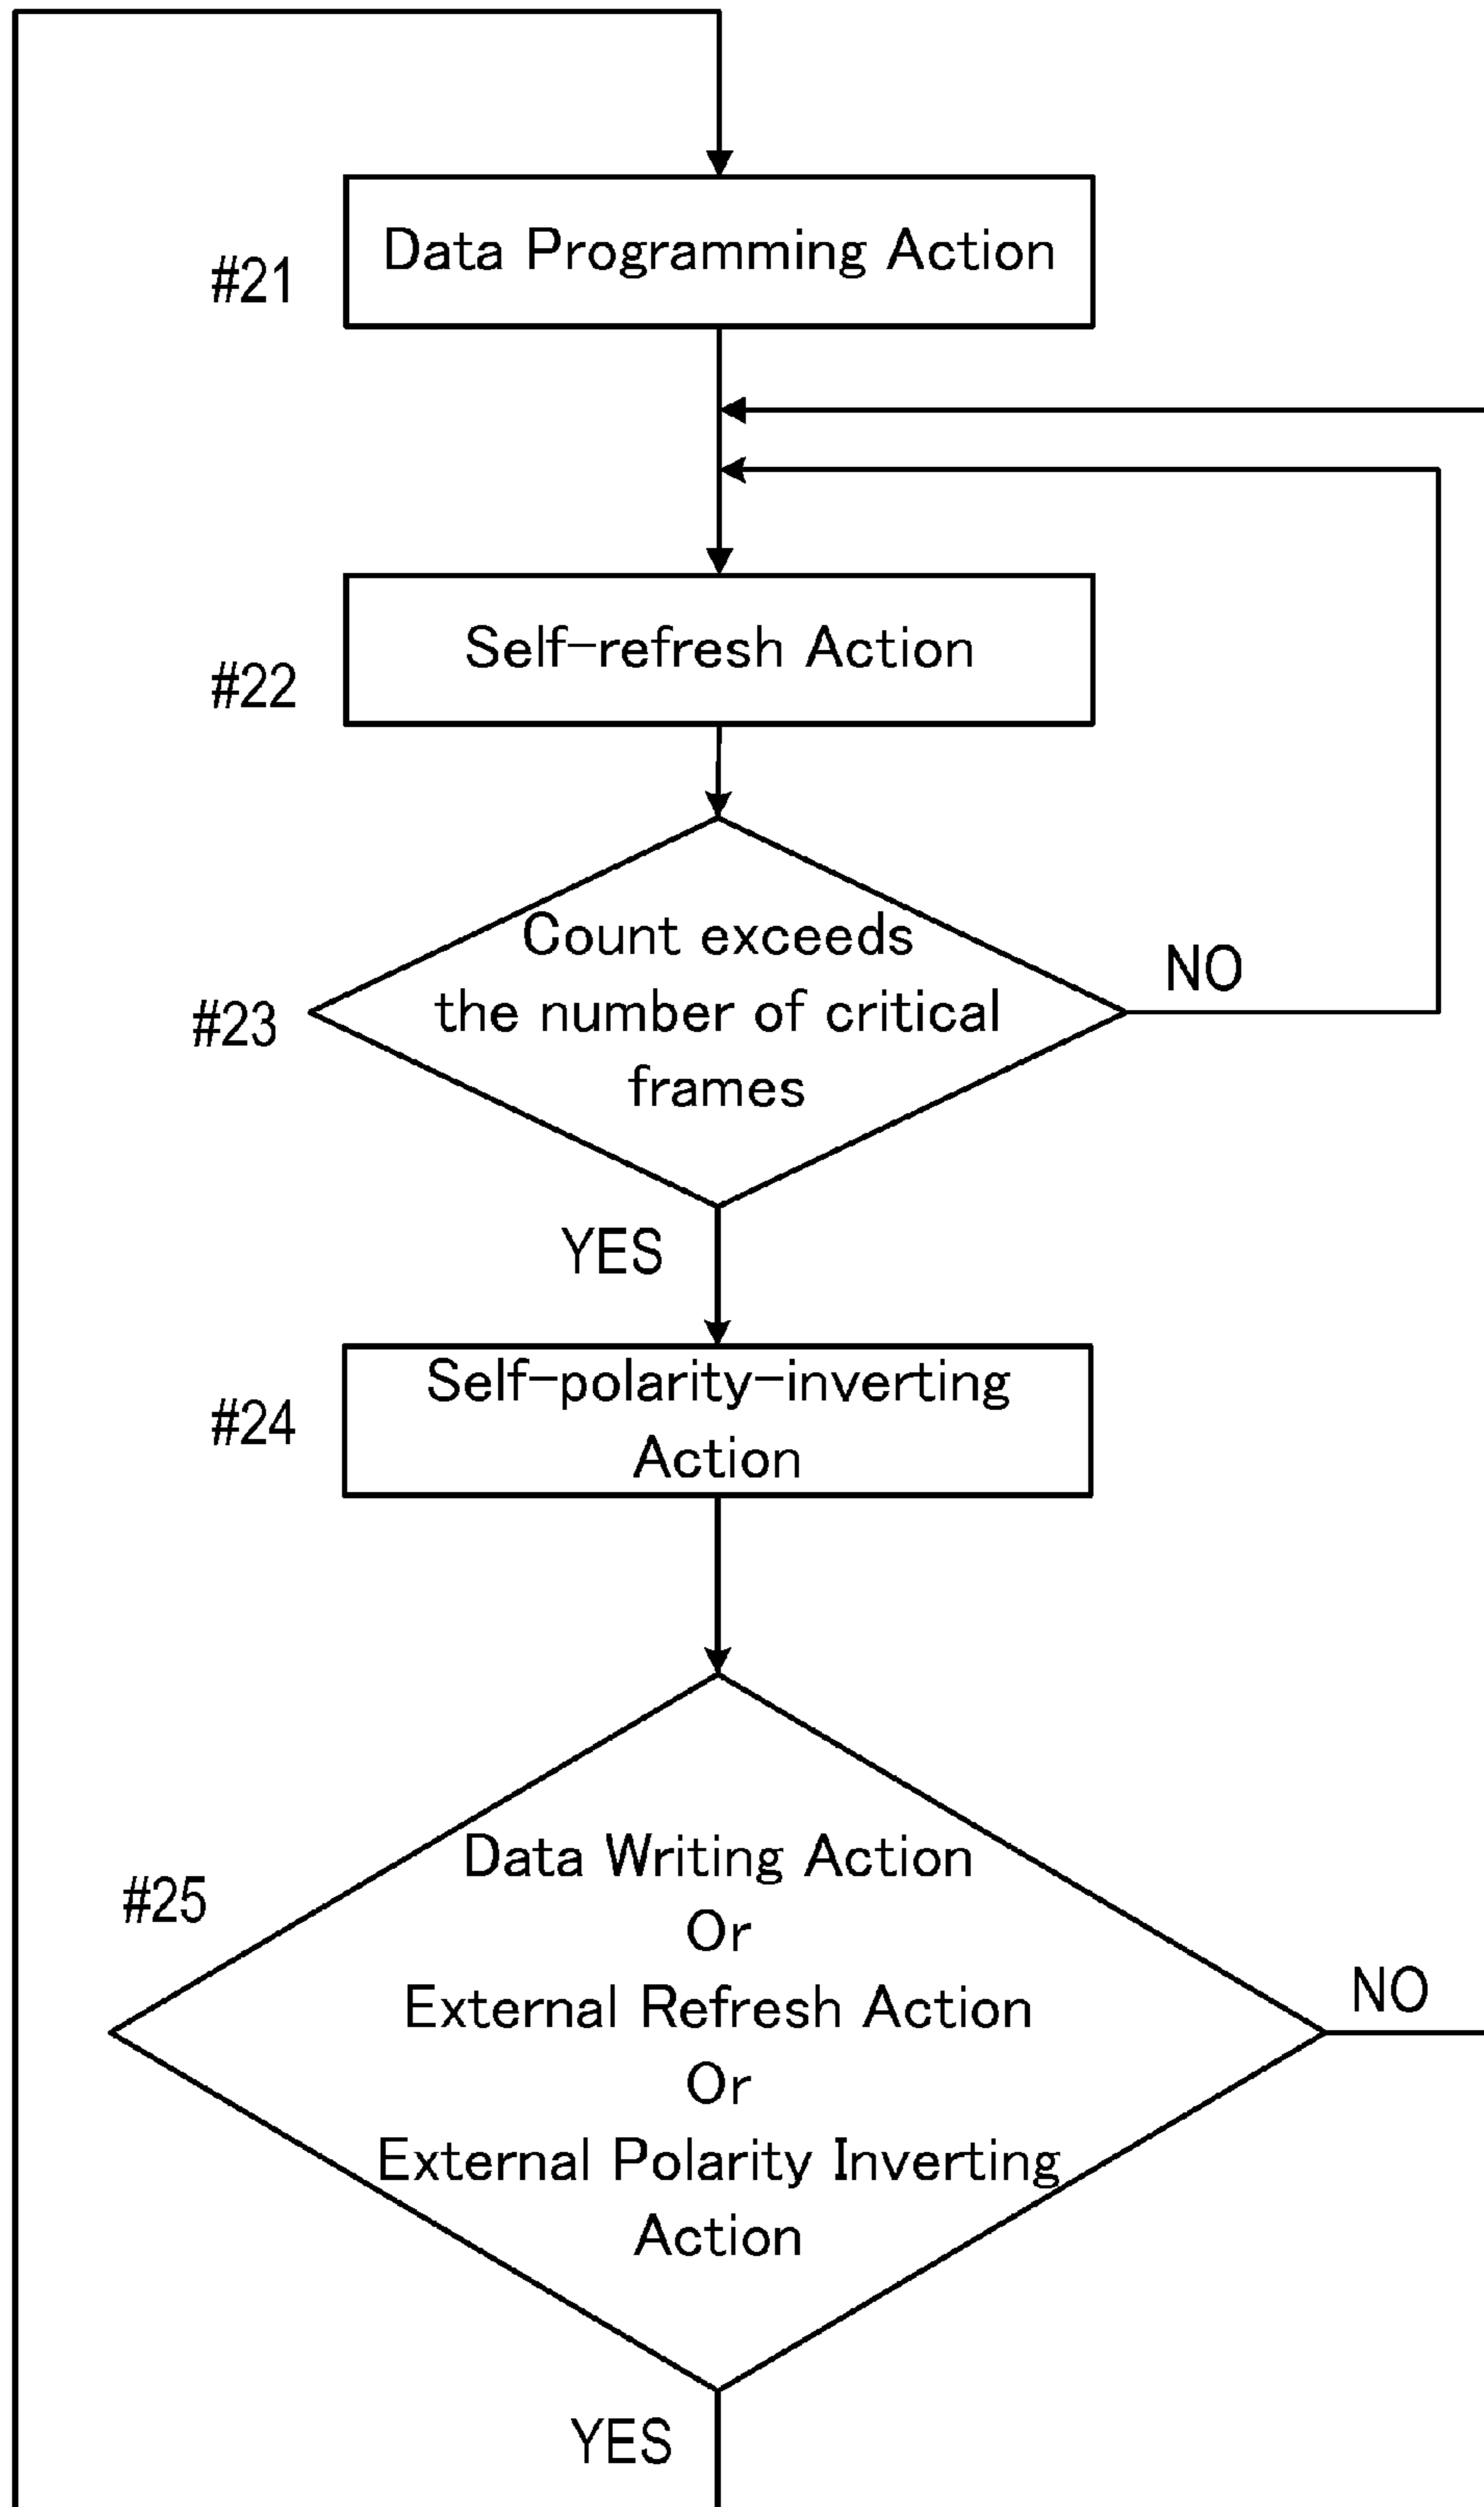 Data Programming Action
#21
Self-refresh Action
#22
Count exceeds
the number of critical
frames
#23
NO
YES
Self-polarity-inverting
Action
#24
Data Writing Action
Or
External Refresh Action
Or
External Polarity Inverting
Action
#25
NO
YES